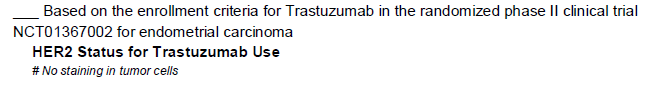 ___ Based on the enrollment criteria for Trastuzumab in the randomized phase II clinical trial
NCT01367002 for endometrial carcinoma
HER2 Status for Trastuzumab Use
# No staining in tumor cells